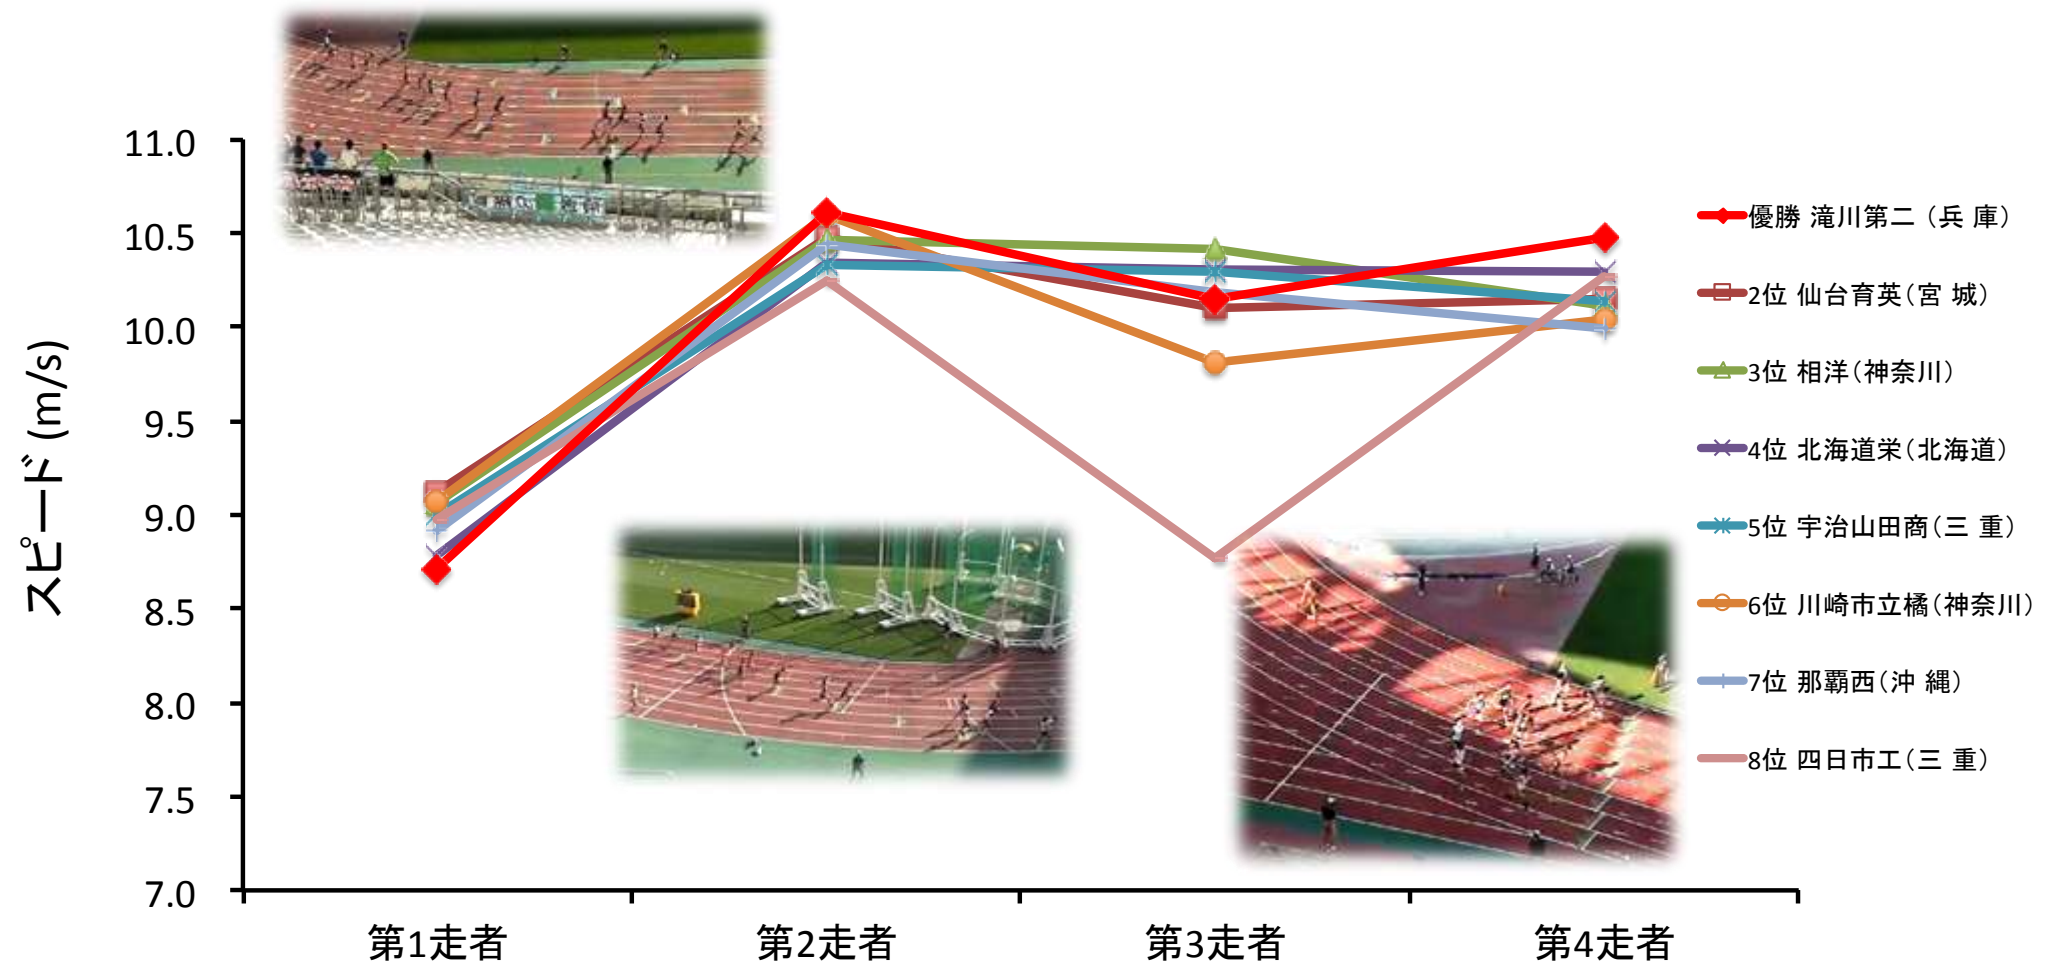 スピード (m/s)
11.0
10.5
10.0
9.5
9.0
8.5
8.0
7.5
7.0
第1走者
第2走者
第3走者
第4走者
優勝 滝川第二 (兵 庫)
2位 仙台育英(宮 城)
3位 相洋(神奈川)
4位 北海道栄(北海道)
5位 宇治山田商(三 重)
6位 川崎市立橘(神奈川)
7位 那覇西(沖 縄)
8位 四日市工(三 重)